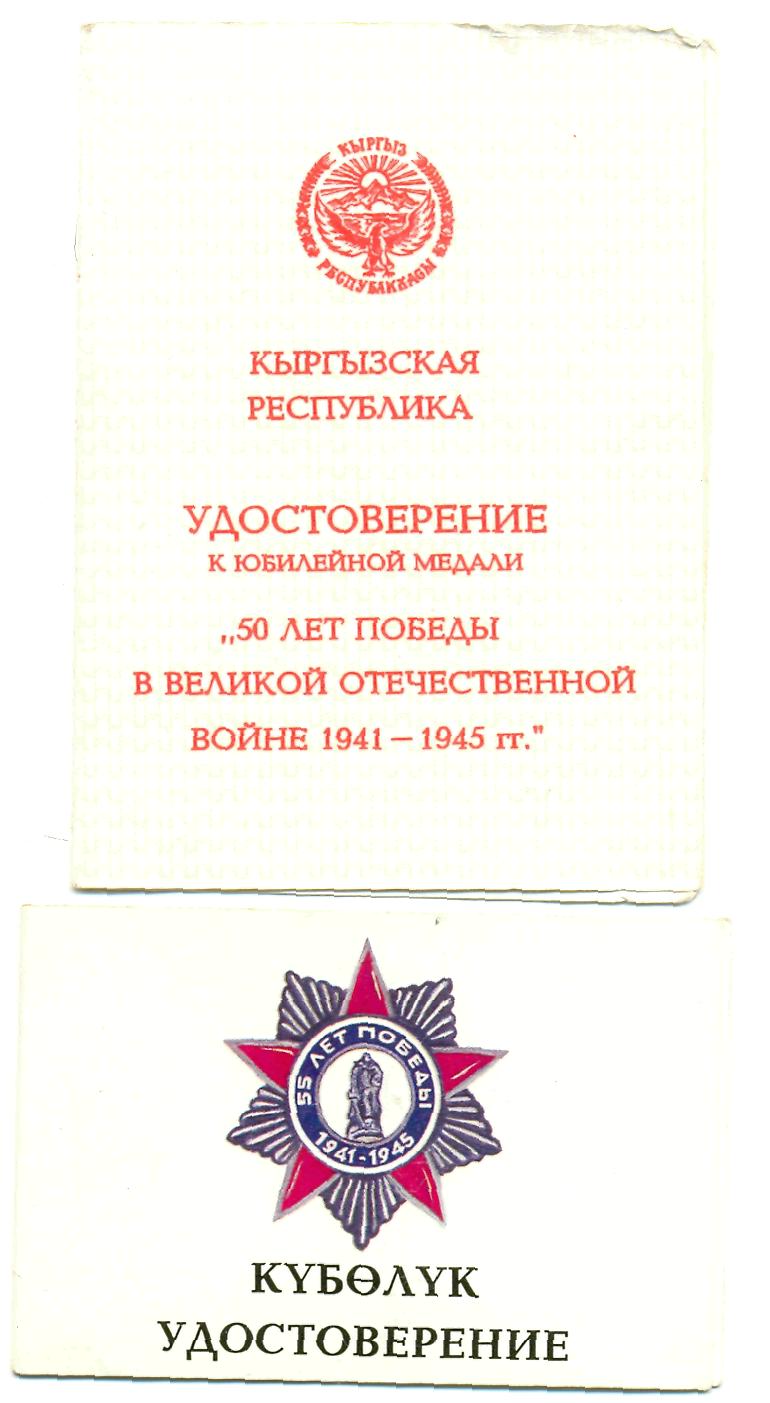 КЫРГЫЗ
РЕСПУБЛИКАСЫ
КЫРГЫЗСКАЯ
РЕСПУБЛИКА
УДОСТОВЕРЕНИЕ
К ЮБИЛЕЙНОЙ МЕДАЛИ
„50 ЛЕТ ПОБЕДЫ
В ВЕЛИКОЙ ОТЕЧЕСТВЕННОЙ
ВОЙНЕ 1941 – 1945 гг."
55 ЛЕТ ПОБЕДЫ
1941-1945
КҮБӨЛҮК
УДОСТОВЕРЕНИЕ